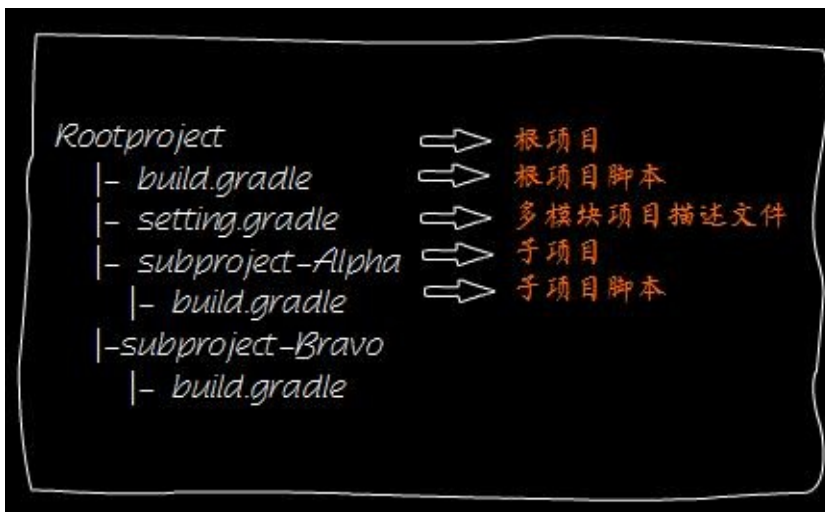 Rootproject ⇨ 根项目
|- build.gradle ⇨ 根项目脚本
|- setting.gradle ⇨ 多模块项目描述文件
|- subproject-Alpha ⇨ 子项目
|- build.gradle ⇨ 子项目脚本
|-subproject-Bravo
|- build.gradle